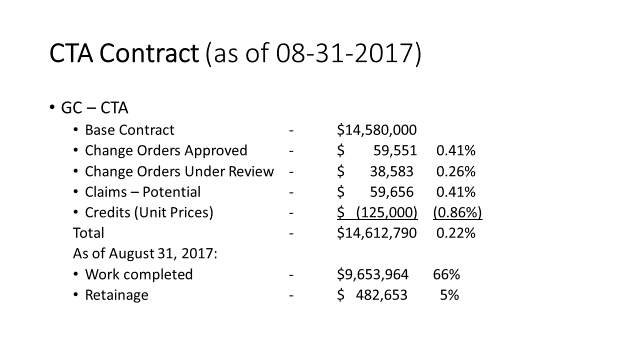 CTA Contract (as of 08-31-2017)
• GC – CTA
• Base Contract - $14,580,000
• Change Orders Approved - $ 59,551 0.41%
• Change Orders Under Review - $ 38,583 0.26%
• Claims – Potential - $ 59,656 0.41%
• Credits (Unit Prices) - $ (125,000) (0.86%)
Total - $14,612,790 0.22%
As of August 31, 2017:
• Work completed - $9,653,964 66%
• Retainage - $ 482,653 5%